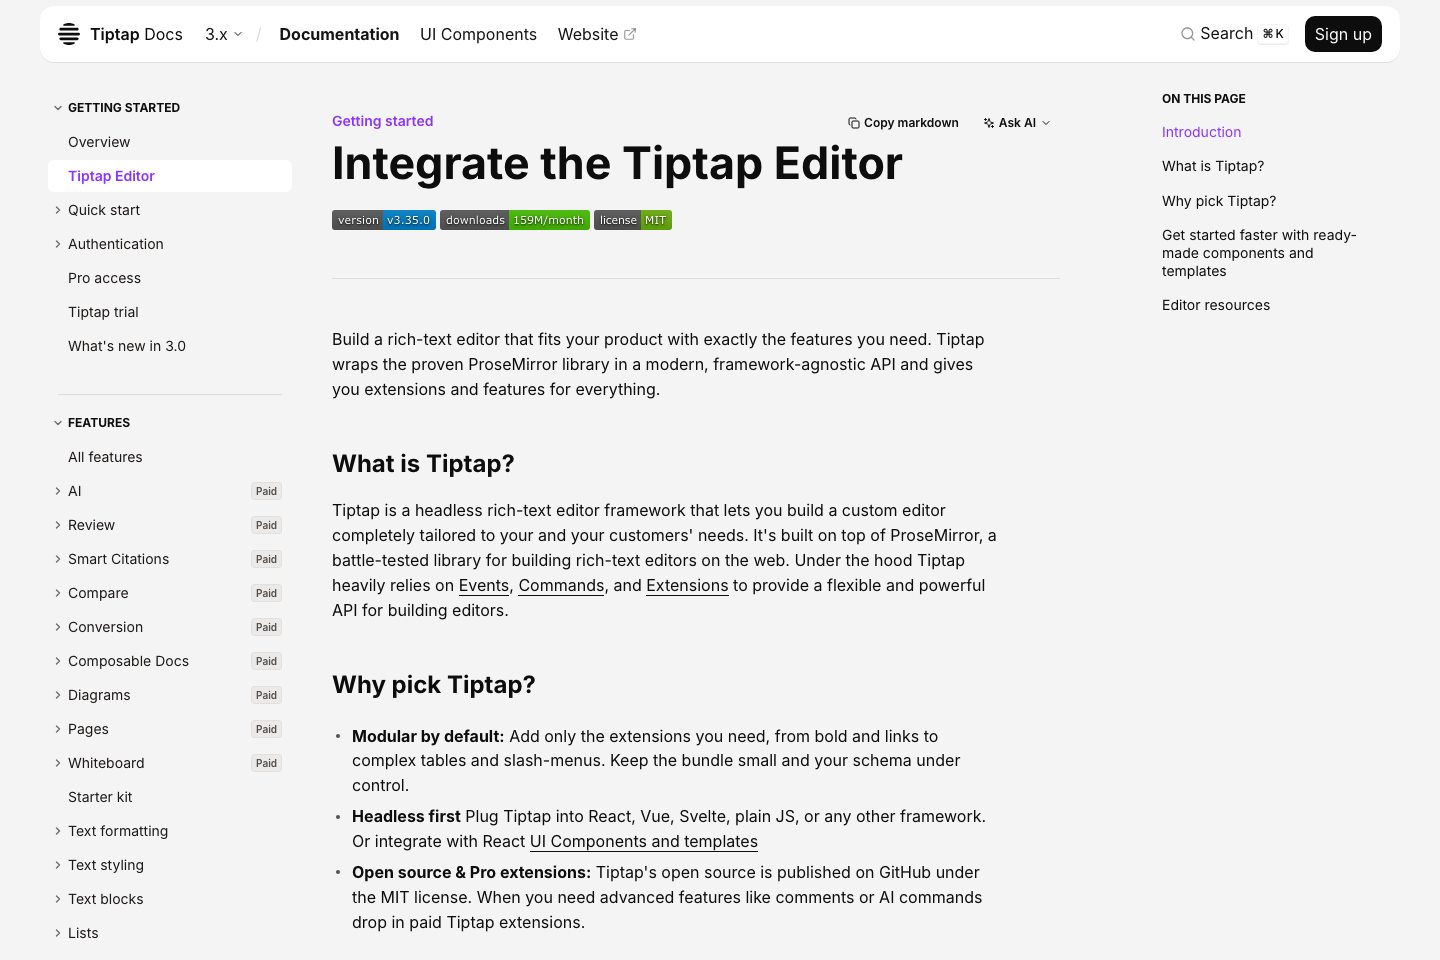 Tiptap Docs
3.x
Documentation
UI Components
Website
Search ⌘K
Sign up
GETTING STARTED
Overview
Tiptap Editor
Quick start
Authentication
Pro access
Tiptap trial
What's new in 3.0
FEATURES
All features
AI Paid
Review Paid
Smart Citations Paid
Compare Paid
Conversion Paid
Composable Docs Paid
Diagrams Paid
Pages Paid
Whiteboard Paid
Starter kit
Text formatting
Text styling
Text blocks
Lists
Getting started
Copy markdown
Ask AI
Integrate the Tiptap Editor
version v3.35.0 downloads 159M/month license MIT
Build a rich-text editor that fits your product with exactly the features you need. Tiptap
wraps the proven ProseMirror library in a modern, framework-agnostic API and gives
you extensions and features for everything.
What is Tiptap?
Tiptap is a headless rich-text editor framework that lets you build a custom editor
completely tailored to your and your customers' needs. It's built on top of ProseMirror, a
battle-tested library for building rich-text editors on the web. Under the hood Tiptap
heavily relies on Events, Commands, and Extensions to provide a flexible and powerful
API for building editors.
Why pick Tiptap?
• Modular by default: Add only the extensions you need, from bold and links to
complex tables and slash-menus. Keep the bundle small and your schema under
control.
• Headless first Plug Tiptap into React, Vue, Svelte, plain JS, or any other framework.
Or integrate with React UI Components and templates
• Open source & Pro extensions: Tiptap's open source is published on GitHub under
the MIT license. When you need advanced features like comments or AI commands
drop in paid Tiptap extensions.
ON THIS PAGE
Introduction
What is Tiptap?
Why pick Tiptap?
Get started faster with ready-
made components and
templates
Editor resources